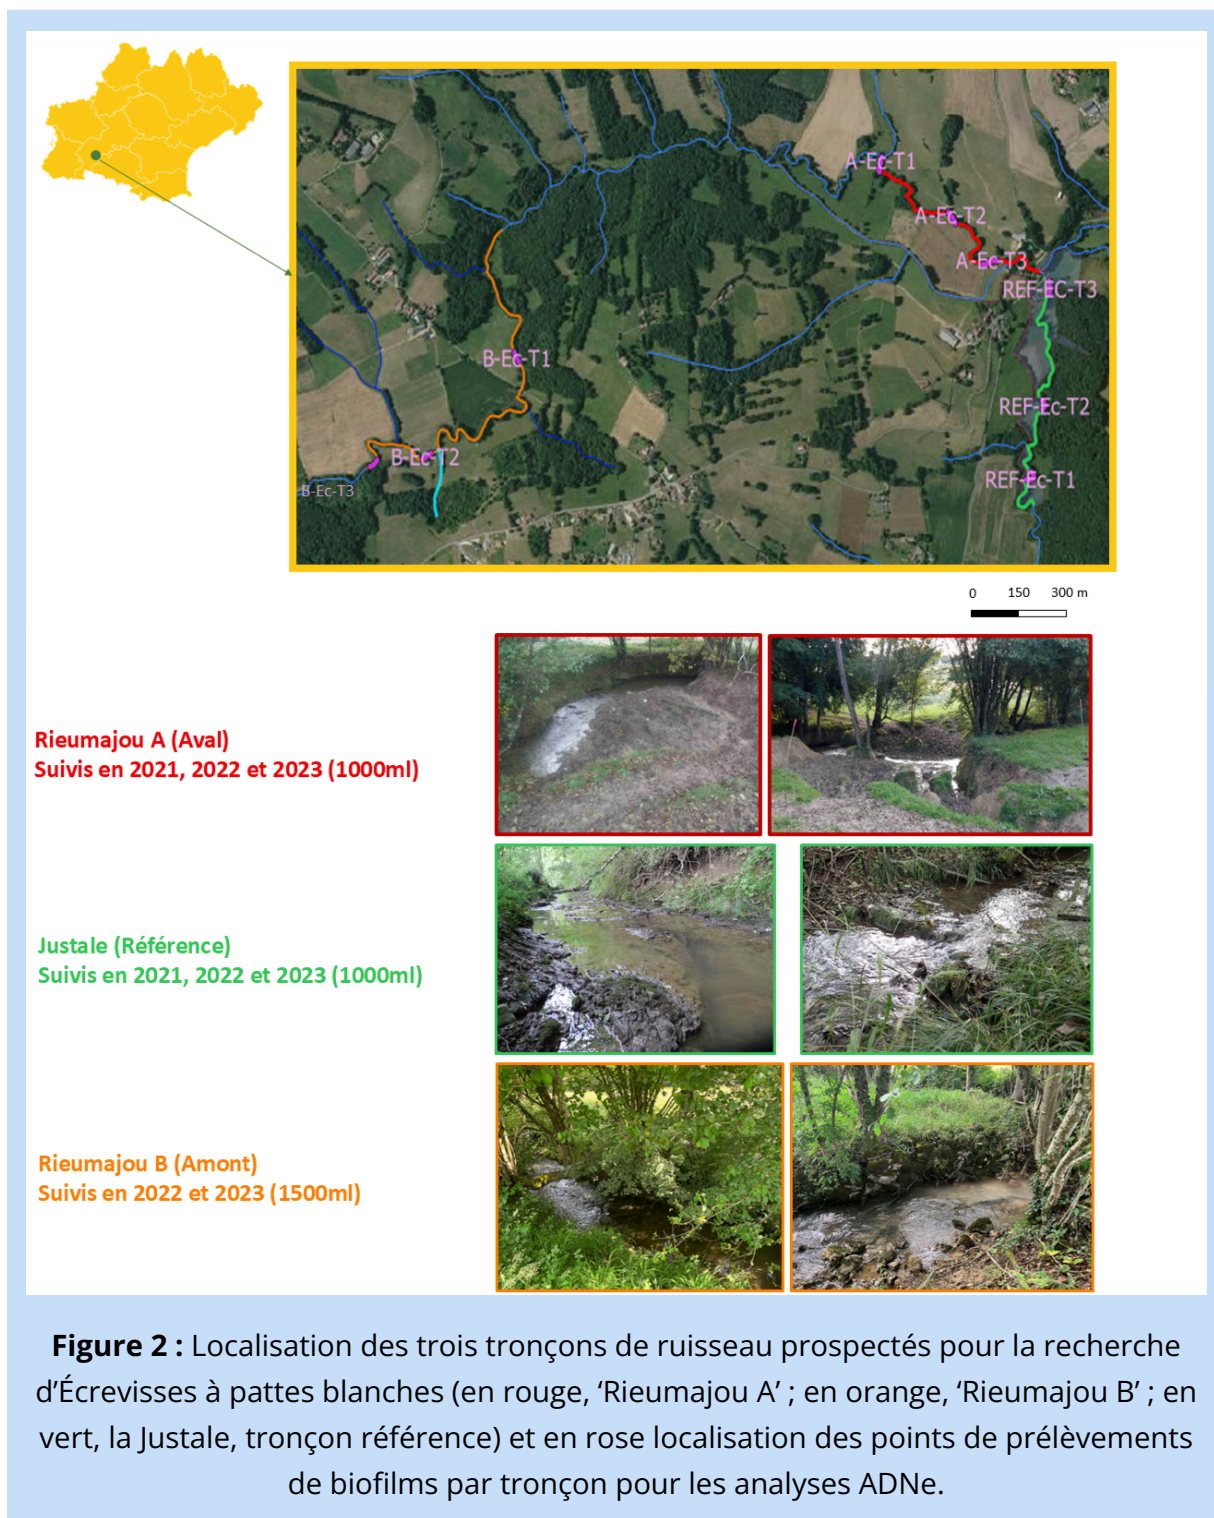 A-Ec-T1
A-Ec-T2
A-Ec-T3
REF-EC-T3
B-Ec-T1
REF-Ec-T2
B-Ec-T2
REF-Ec-T1
B-Ec-T3
0 150 300 m
Rieumajou A (Aval)
Suivis en 2021, 2022 et 2023 (1000ml)
Justale (Référence)
Suivis en 2021, 2022 et 2023 (1000ml)
Rieumajou B (Amont)
Suivis en 2022 et 2023 (1500ml)
Figure 2 : Localisation des trois tronçons de ruisseau prospectés pour la recherche
d’Écrevisses à pattes blanches (en rouge, ‘Rieumajou A’ ; en orange, ‘Rieumajou B’ ; en
vert, la Justale, tronçon référence) et en rose localisation des points de prélèvements
de biofilms par tronçon pour les analyses ADNe.